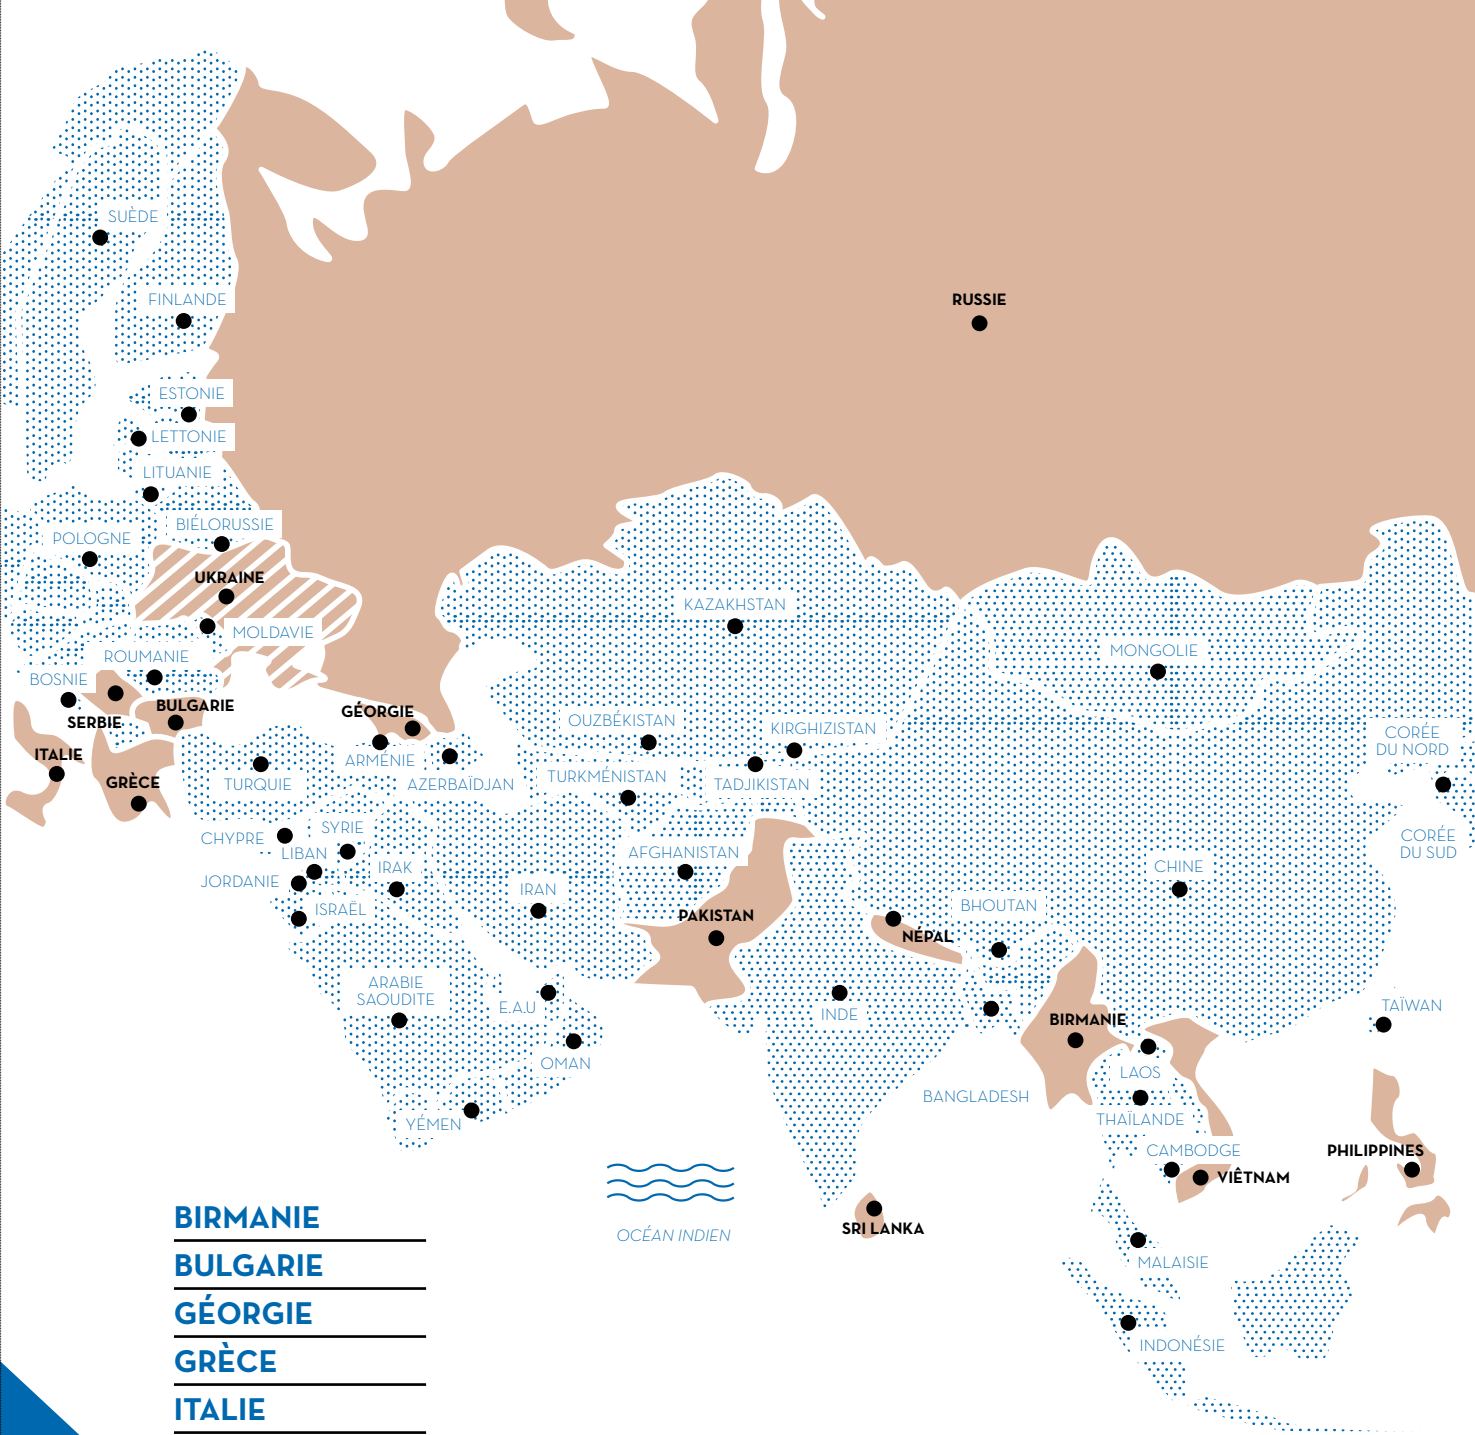 SUÈDE
FINLANDE
RUSSIE
ESTONIE
LETTONIE
LITUANIE
BIÉLORUSSIE
POLOGNE
UKRAINE
KAZAKHSTAN
MOLDAVIE
MONGOLIE
ROUMANIE
BOSNIE
BULGARIE
GÉORGIE
SERBIE
OUZBÉKISTAN
KIRGHIZISTAN
CORÉE
DU NORD
ITALIE
ARMÉNIE
GRÈCE
TURQUIE
AZERBAÏDJAN
TURKMÉNISTAN
TADJIKISTAN
CHYPRE
SYRIE
CORÉE
DU SUD
LIBAN
AFGHANISTAN
IRAK
CHINE
JORDANIE
IRAN
ISRAËL
BHOUTAN
PAKISTAN
NÉPAL
ARABIE
SAOUDITE
E.A.U
INDE
TAÏWAN
BIRMANIE
OMAN
LAOS
BANGLADESH
YÉMEN
THAÏLANDE
CAMBODGE
PHILIPPINES
VIÊTNAM
SRI LANKA
OCÉAN INDIEN
MALAISIE
INDONÉSIE
BIRMANIE
BULGARIE
GÉORGIE
GRÈCE
ITALIE